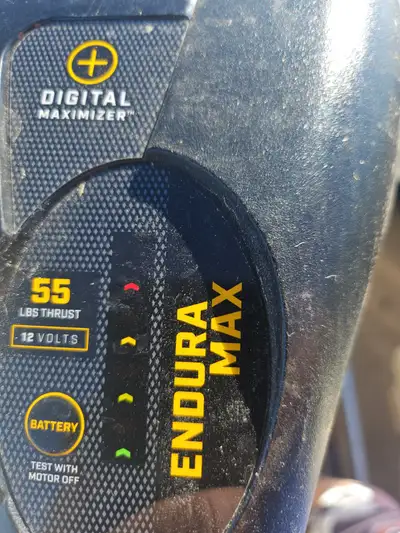 DIGITAL
MAXIMIZER™
55
LBS THRUST
12 VOLTS
BATTERY
TEST WITH
MOTOR OFF
ENDURA
MAX